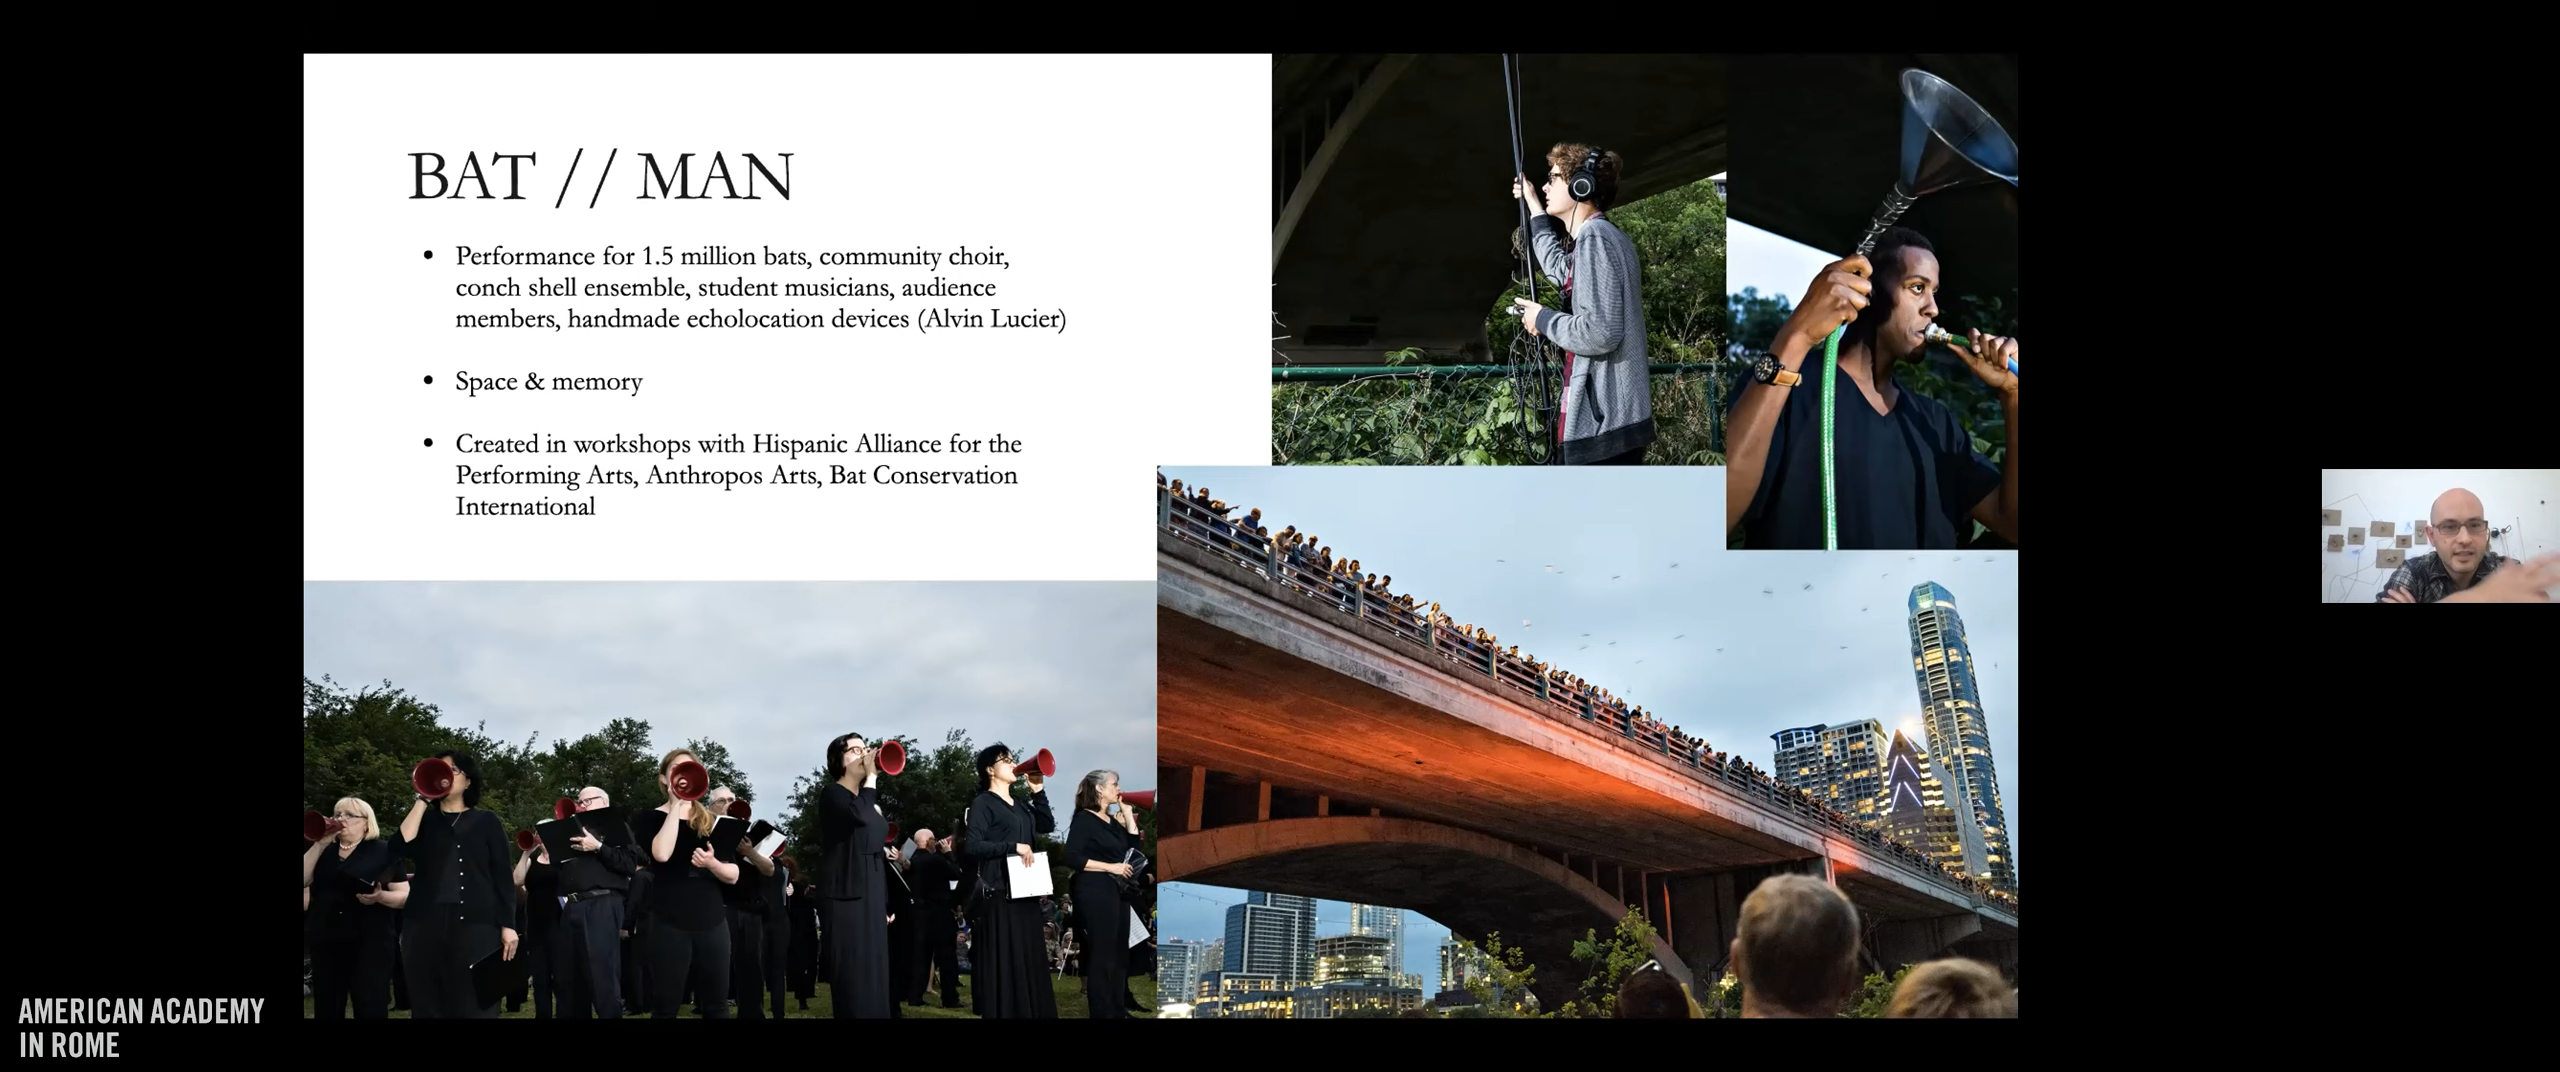 BAT // MAN
• Performance for 1.5 million bats, community choir,
conch shell ensemble, student musicians, audience
members, handmade echolocation devices (Alvin Lucier)
• Space & memory
• Created in workshops with Hispanic Alliance for the
Performing Arts, Anthropos Arts, Bat Conservation
International
AMERICAN ACADEMY
IN ROME